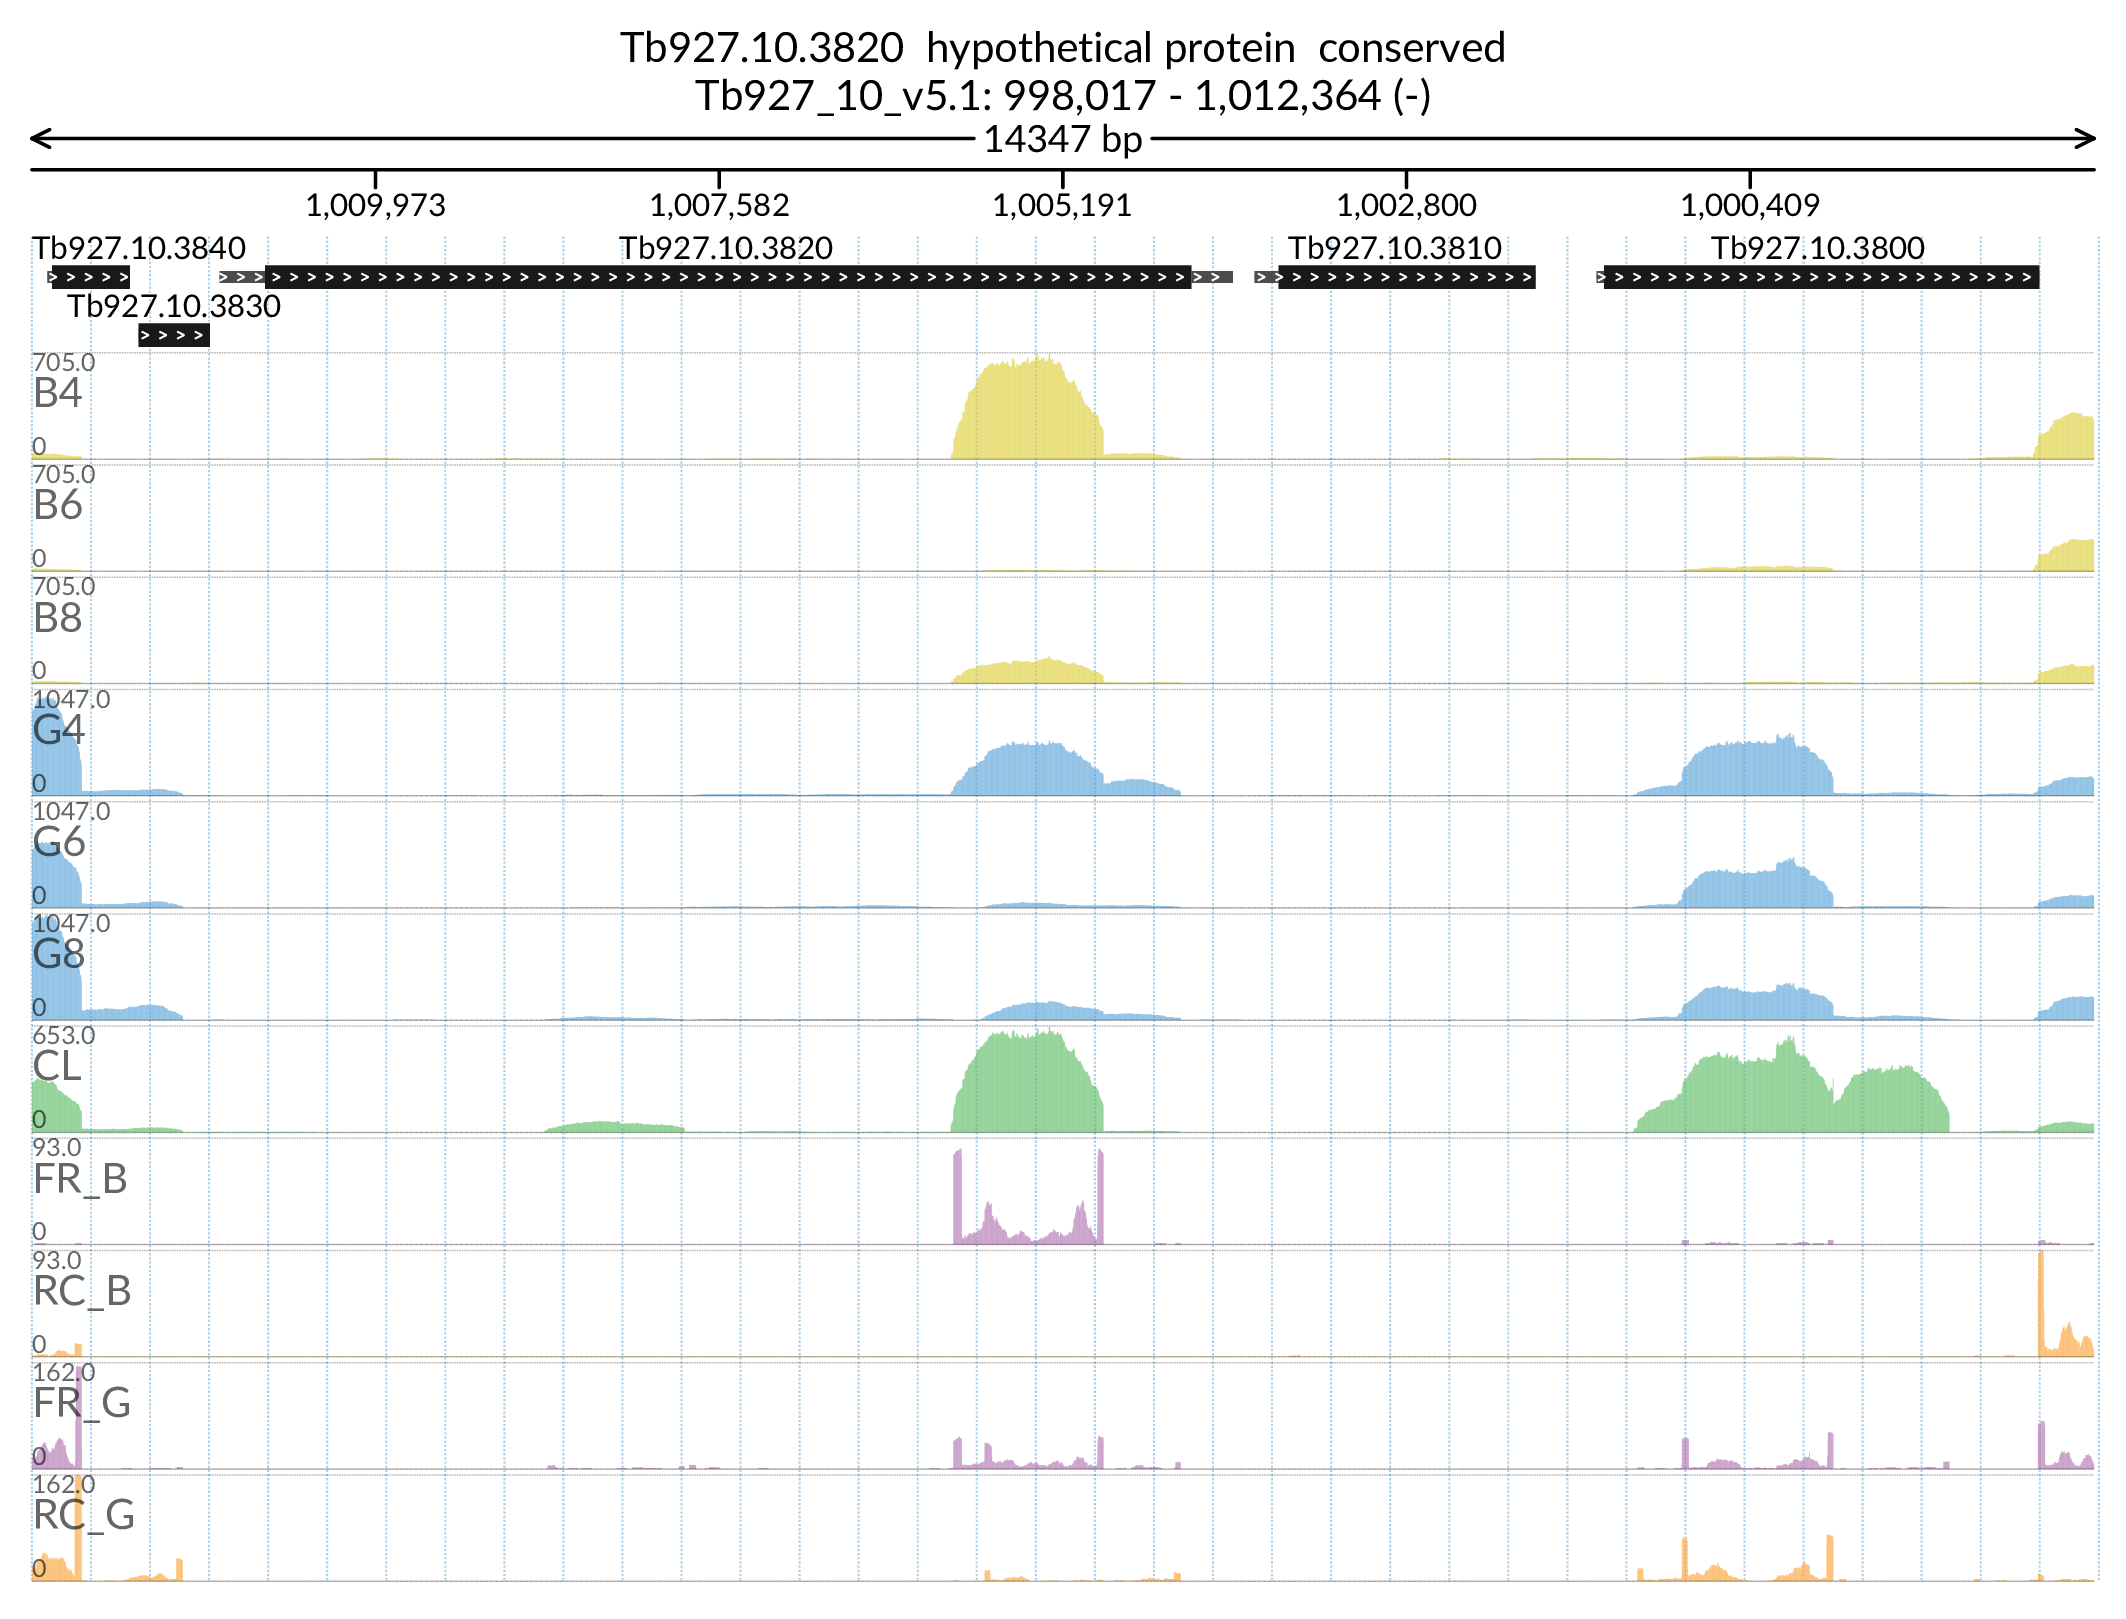 Tb927.10.3820  hypothetical protein  conserved
Tb927_10_v5.1: 998,017 - 1,012,364 (-)
14347 bp
1,009,973 1,007,582 1,005,191 1,002,800 1,000,409
Tb927.10.3840 Tb927.10.3820 Tb927.10.3810 Tb927.10.3800
Tb927.10.3830
705.0
B4
0
705.0
B6
0
705.0
B8
0
1047.0
G4
0
1047.0
G6
0
1047.0
G8
0
653.0
CL
0
93.0
FR_B
0
93.0
RC_B
0
162.0
FR_G
0
162.0
RC_G
0